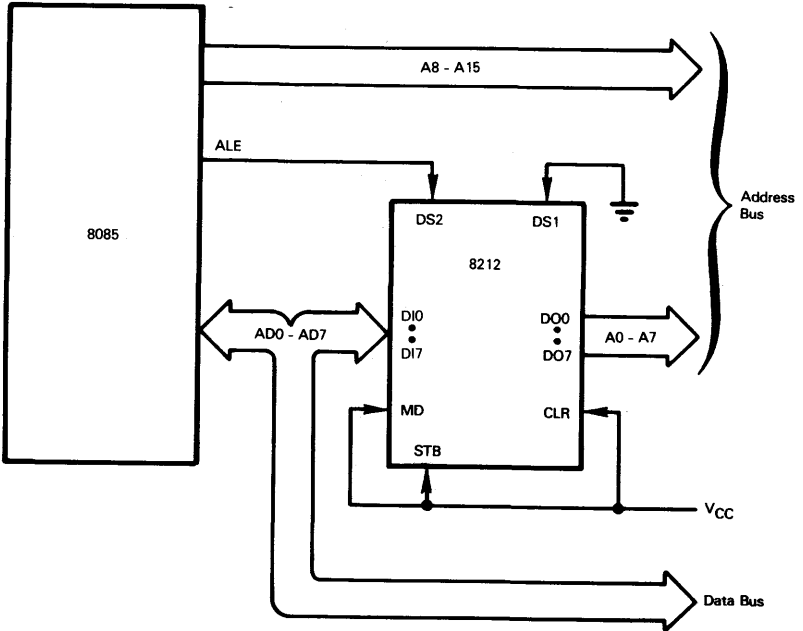 A8 - A15
ALE
Address
Bus
DS2
DS1
8085
8212
DI0
DI7
AD0 - AD7
DO0
DO7
A0 - A7
MD
CLR
STB
VCC
Data Bus